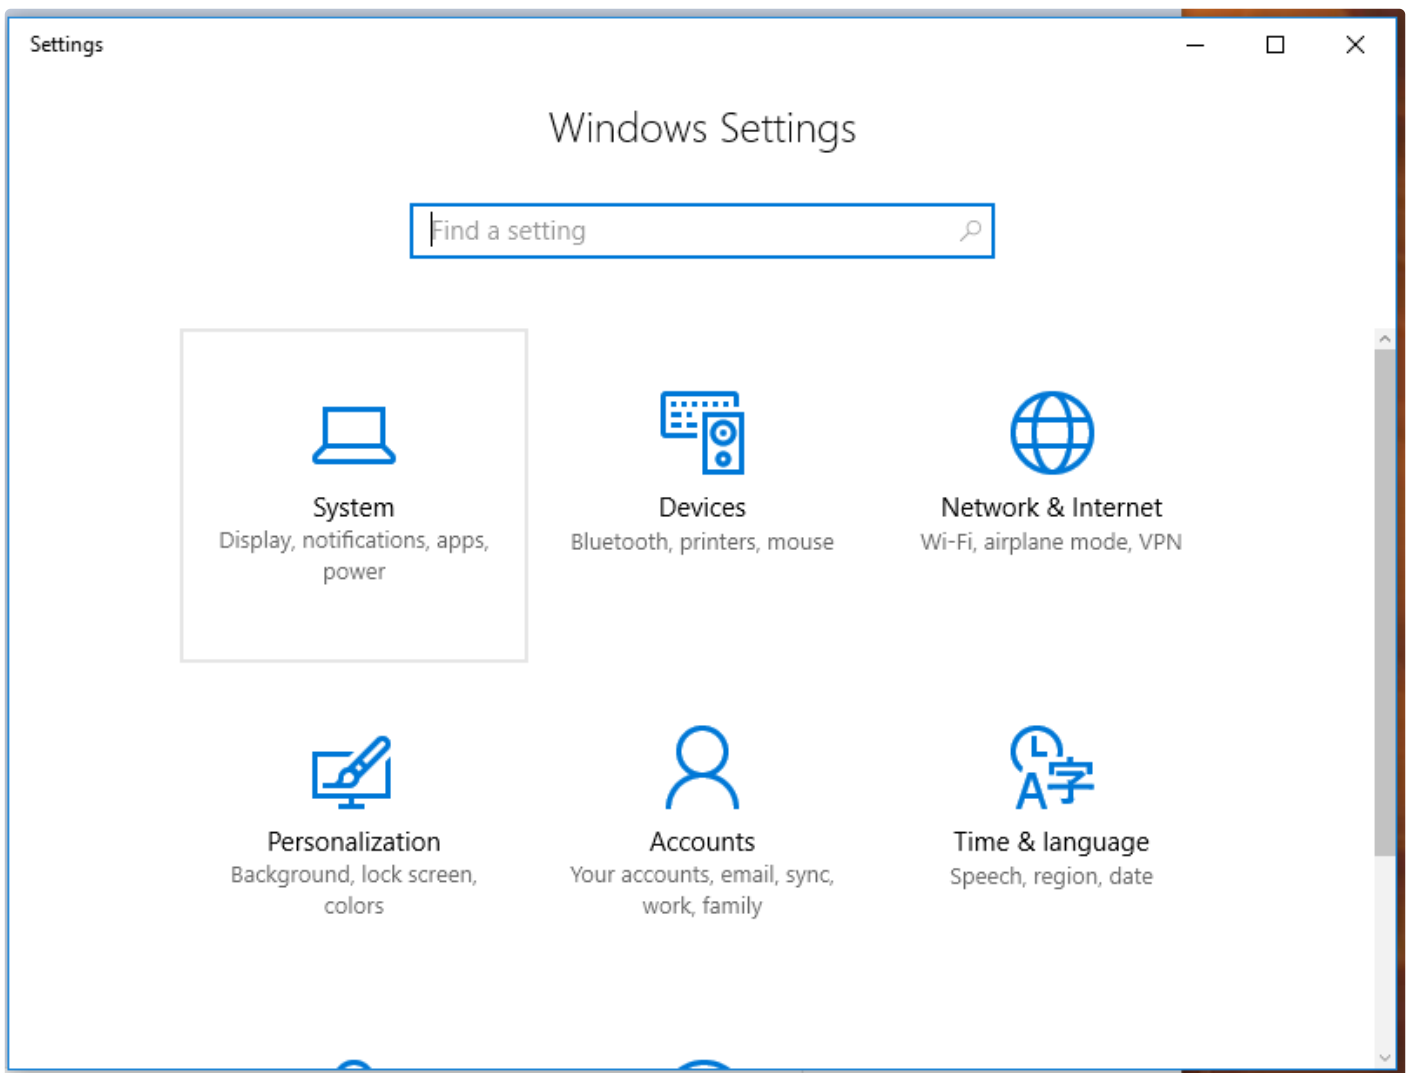 Settings
Windows Settings
Find a setting
System
Display, notifications, apps,
power
Devices
Bluetooth, printers, mouse
Network & Internet
Wi-Fi, airplane mode, VPN
Personalization
Background, lock screen,
colors
Accounts
Your accounts, email, sync,
work, family
A字
Time & language
Speech, region, date